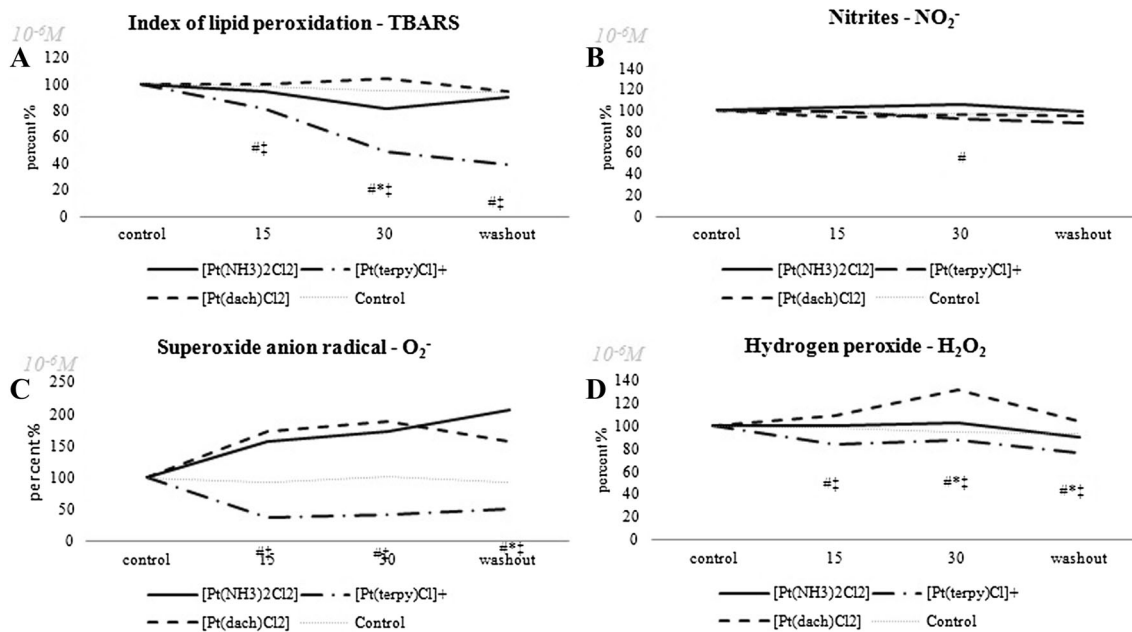 Index of lipid peroxidation - TBARS
10⁻⁶M
A
percent %
120
100
80
60
40
20
0
#‡
#*‡
#‡
control 15 30 washout
[Pt(NH3)2Cl2] [Pt(terpy)Cl]+
[Pt(dach)Cl2] Control
Nitrites - NO₂⁻
10⁻⁶M
B
percent %
140
120
100
80
60
40
20
0
#
control 15 30 washout
[Pt(NH3)2Cl2] [Pt(terpy)Cl]+
[Pt(dach)Cl2] Control
Superoxide anion radical - O₂⁻
10⁻⁶M
C
percent %
250
200
150
100
50
0
#‡
#‡
#*‡
control 15 30 washout
[Pt(NH3)2Cl2] [Pt(terpy)Cl]+
[Pt(dach)Cl2] Control
Hydrogen peroxide - H₂O₂
10⁻⁶M
D
percent %
140
120
100
80
60
40
20
0
#‡
#*‡
#*‡
control 15 30 washout
[Pt(NH3)2Cl2] [Pt(terpy)Cl]+
[Pt(dach)Cl2] Control